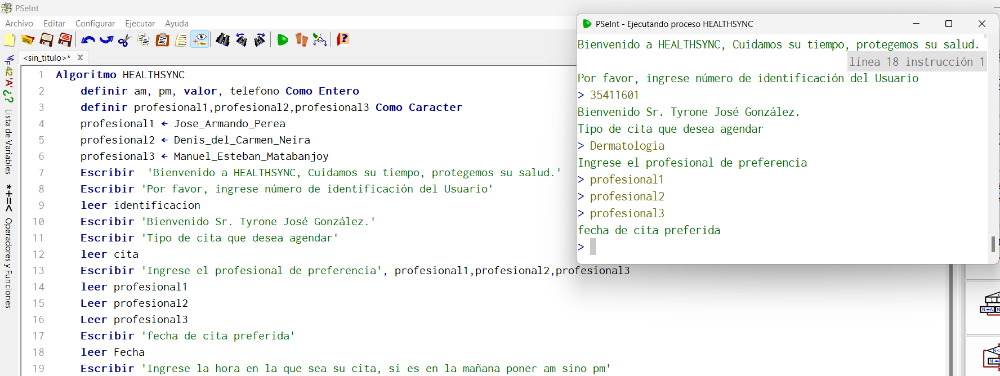 PSeInt
Archivo Editar Configurar Ejecutar Ayuda
<sin_titulo>*
42 'A' ¿? Lista de Variables
*+=< Operadores y Funciones
1 Algoritmo HEALTHSYNC
2 definir am, pm, valor, telefono Como Entero
3 definir profesional1,profesional2,profesional3 Como Caracter
4 profesional1 ← Jose_Armando_Perea
5 profesional2 ← Denis_del_Carmen_Neira
6 profesional3 ← Manuel_Esteban_Matabanjoy
7 Escribir 'Bienvenido a HEALTHSYNC, Cuidamos su tiempo, protegemos su salud.'
8 Escribir 'Por favor, ingrese número de identificación del Usuario'
9 leer identificacion
10 Escribir 'Bienvenido Sr. Tyrone José González.'
11 Escribir 'Tipo de cita que desea agendar'
12 leer cita
13 Escribir 'Ingrese el profesional de preferencia', profesional1,profesional2,profesional3
14 leer profesional1
15 Leer profesional2
16 Leer profesional3
17 Escribir 'fecha de cita preferida'
18 leer Fecha
19 Escribir 'Ingrese la hora en la que sea su cita, si es en la mañana poner am sino pm'
PSeInt - Ejecutando proceso HEALTHSYNC
Bienvenido a HEALTHSYNC, Cuidamos su tiempo, protegemos su salud.
línea 18 instrucción 1
Por favor, ingrese número de identificación del Usuario
> 35411601
Bienvenido Sr. Tyrone José González.
Tipo de cita que desea agendar
> Dermatologia
Ingrese el profesional de preferencia
> profesional1
> profesional2
> profesional3
fecha de cita preferida
>